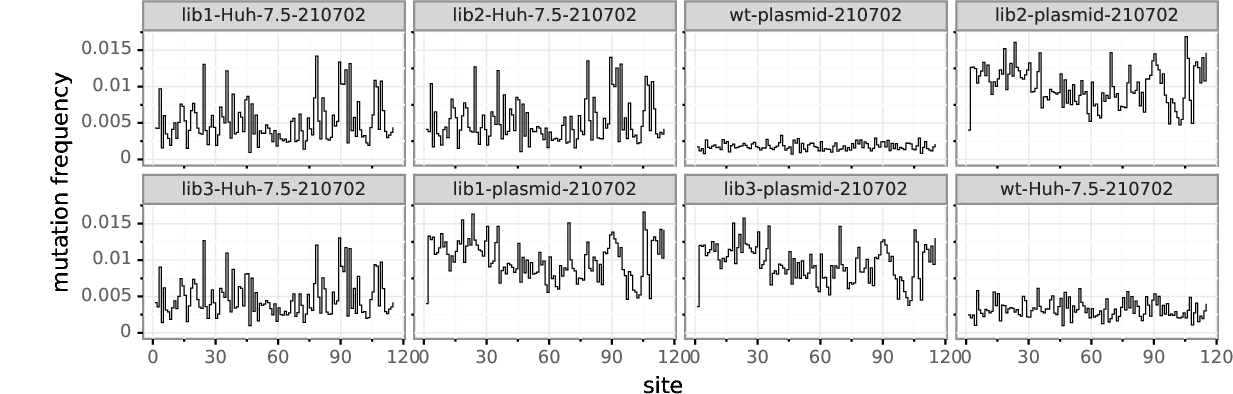 lib1-Huh-7.5-210702 lib2-Huh-7.5-210702 wt-plasmid-210702 lib2-plasmid-210702
0.015
0.01
0.005
0
lib3-Huh-7.5-210702 lib1-plasmid-210702 lib3-plasmid-210702 wt-Huh-7.5-210702
0.015
0.01
0.005
0
mutation frequency
0 30 60 90 120 0 30 60 90 120 0 30 60 90 120 0 30 60 90 120
site